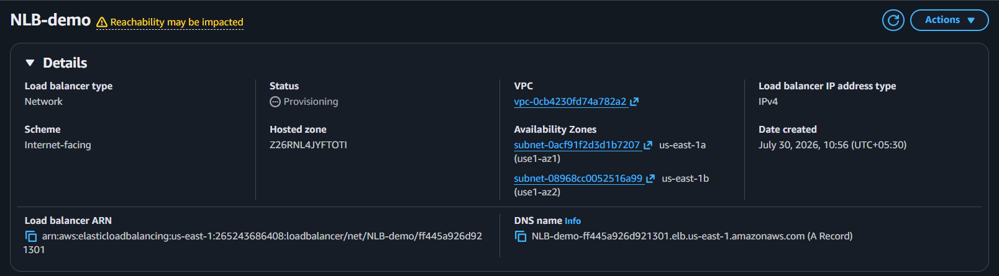 NLB-demo Reachability may be impacted
Actions
Details
Load balancer type
Network
Status
Provisioning
VPC
vpc-0cb4230fd74a782a2
Load balancer IP address type
IPv4
Scheme
Internet-facing
Hosted zone
Z26RNL4JYFTOTI
Availability Zones
subnet-0acf91f2d3d1b7207 us-east-1a
(use1-az1)
subnet-08968cc0052516a99 us-east-1b
(use1-az2)
Date created
July 30, 2026, 10:56 (UTC+05:30)
Load balancer ARN
arn:aws:elasticloadbalancing:us-east-1:265243686408:loadbalancer/net/NLB-demo/ff445a926d92
1301
DNS name Info
NLB-demo-ff445a926d921301.elb.us-east-1.amazonaws.com (A Record)